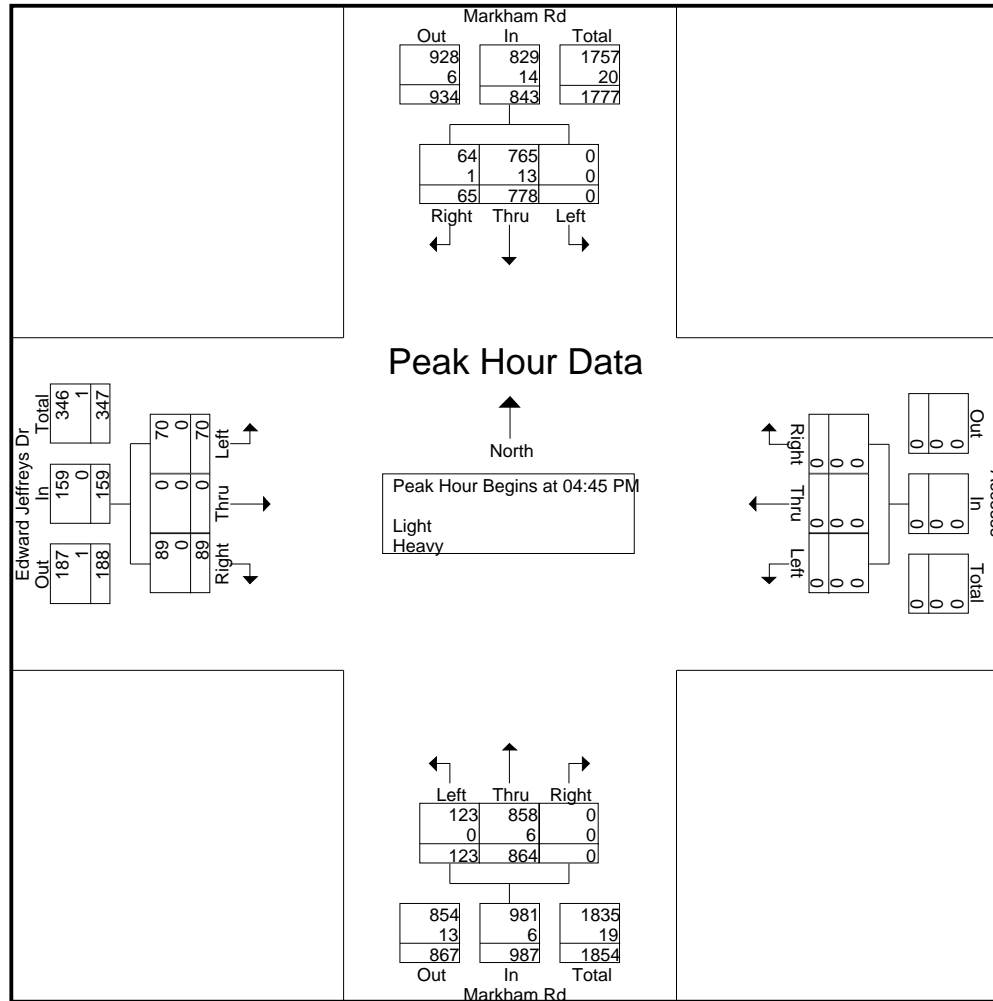 Markham Rd
Out In Total
928 829 1757
6 14 20
934 843 1777
64 765 0
1 13 0
65 778 0
Right Thru Left
Peak Hour Data
North
Peak Hour Begins at 04:45 PM
Light
Heavy
Edward Jeffreys Dr
Out In Total
187 159 346
1 0 1
188 159 347
70 0 70
0 0 0
89 0 89
Left
Thru
Right
Right
Thru
Left
0 0 0
0 0 0
0 0 0
Out In Total
0 0 0
0 0 0
0 0 0
Left Thru Right
123 858 0
0 6 0
123 864 0
854 981 1835
13 6 19
867 987 1854
Out In Total
Markham Rd